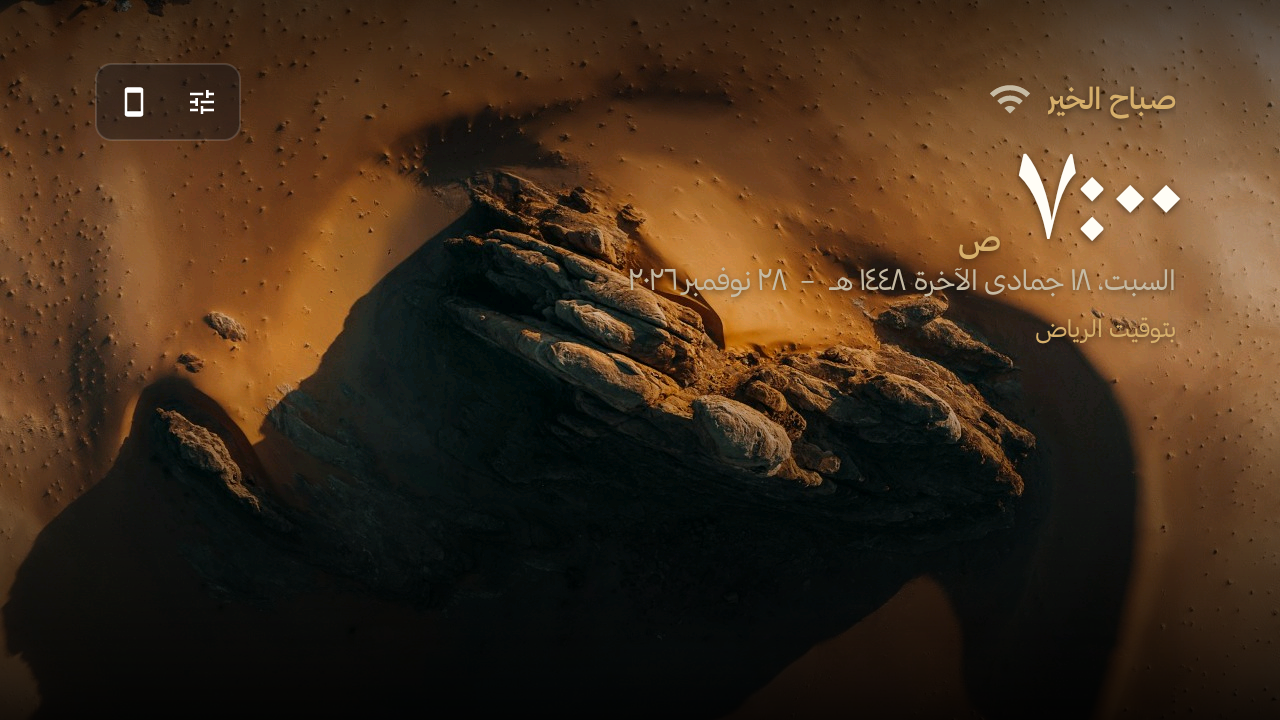 صباح الخير
٧:٠٠ ص
السبت، ١٨ جمادى الآخرة ١٤٤٨ هـ - ٢٨ نوفمبر ٢٠٢٦
بتوقيت الرياض